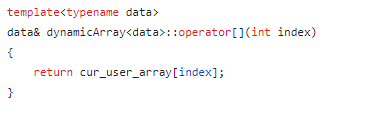 template<typename data>
data& dynamicArray<data>::operator[](int index)
{
    return cur_user_array[index];
}